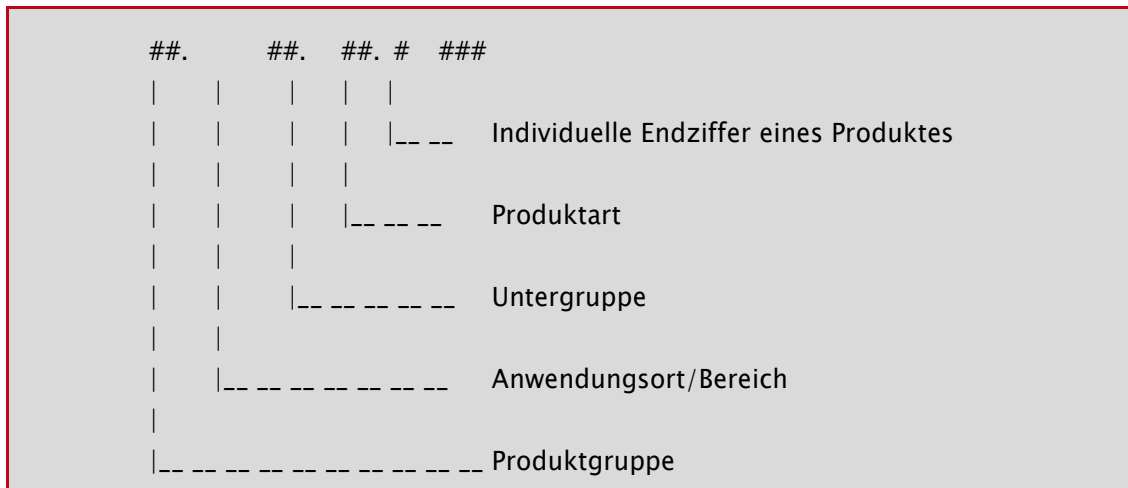 ##. ##. ##. # ###
| | | | |
| | | | |__ __ Individuelle Endziffer eines Produktes
| | | |
| | | |__ __ __ Produktart
| | |
| | |__ __ __ __ __ Untergruppe
| |
| |__ __ __ __ __ __ __ Anwendungsort/Bereich
|
|__ __ __ __ __ __ __ __ __ __ Produktgruppe